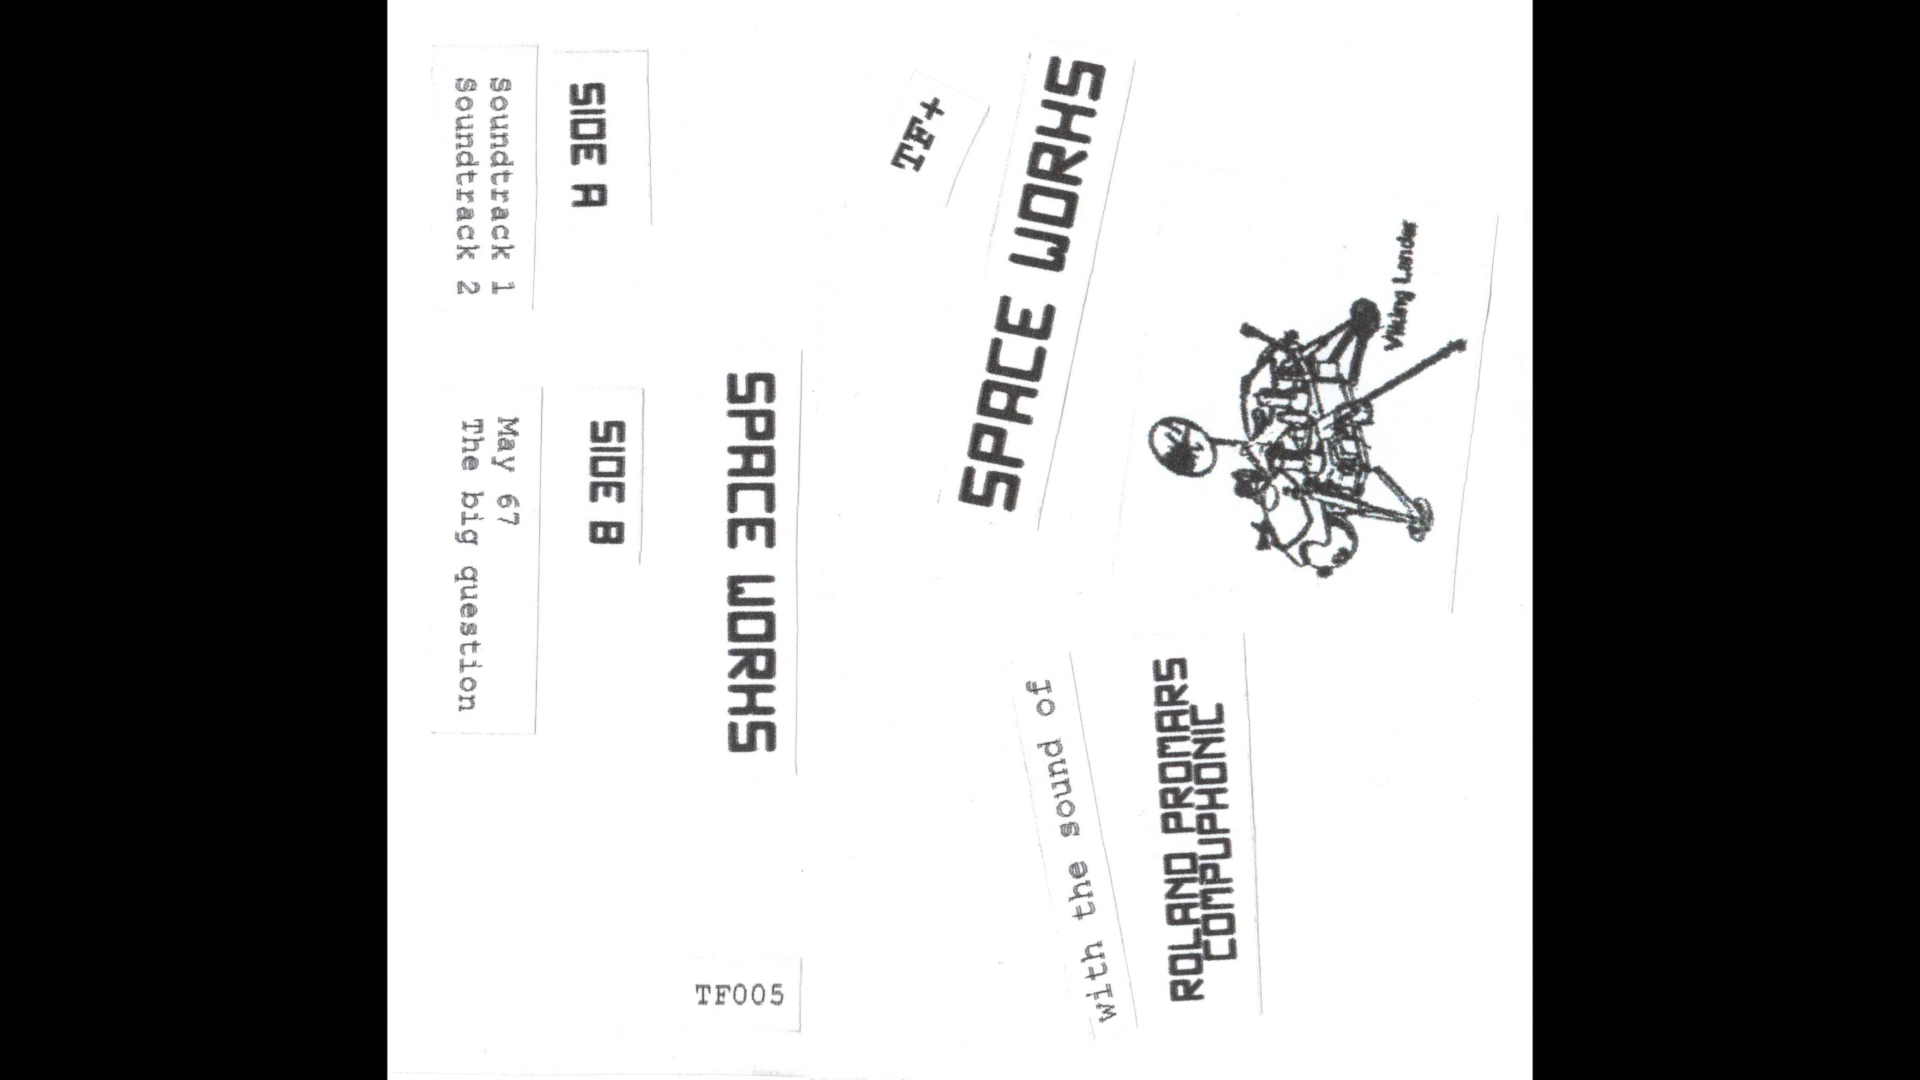 SIDE A
Soundtrack 1
Soundtrack 2
SIDE B
May 67
The big question
SPACE WORKS
TF005
TF+
SPACE WORKS
Viking Lander
with the sound of
ROLAND PROMARS
COMPUPHONIC